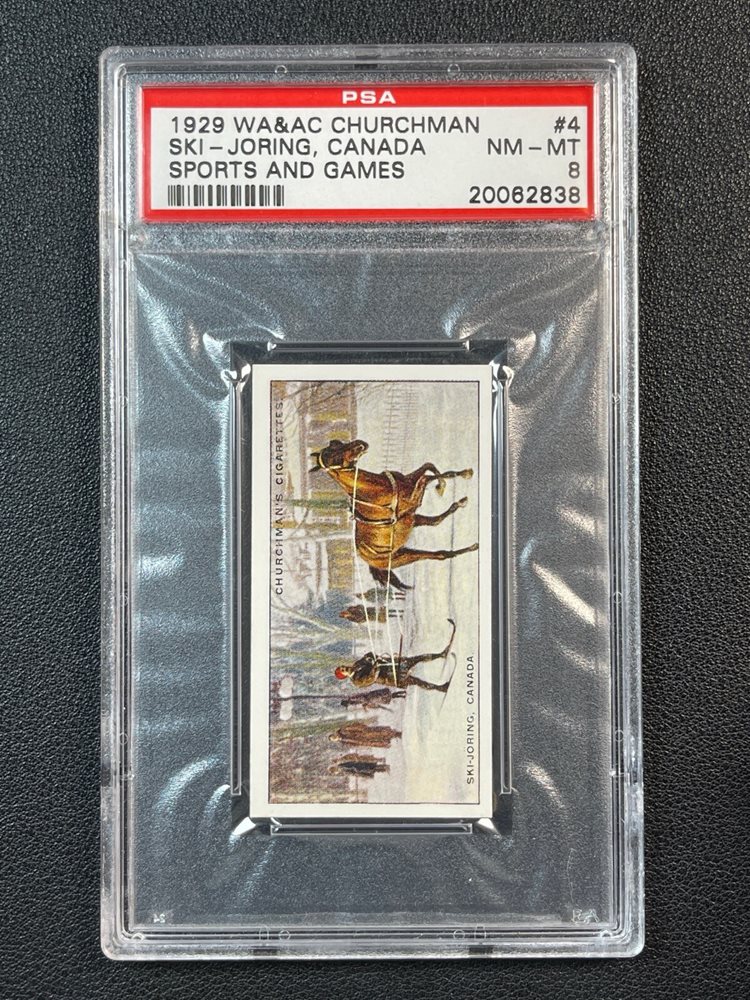 PSA
1929 WA&AC CHURCHMAN #4
SKI-JORING, CANADA NM-MT
SPORTS AND GAMES 8
20062838
CHURCHMAN'S CIGARETTES.
SKI-JORING, CANADA.